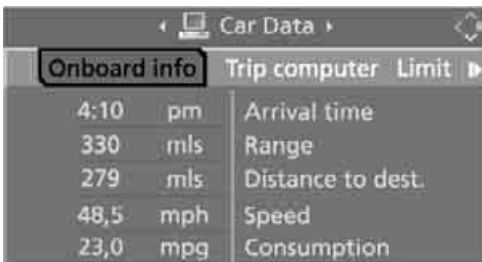 Car Data
Onboard info Trip computer Limit
4:10 pm Arrival time
330 mls Range
279 mls Distance to dest.
48,5 mph Speed
23,0 mpg Consumption